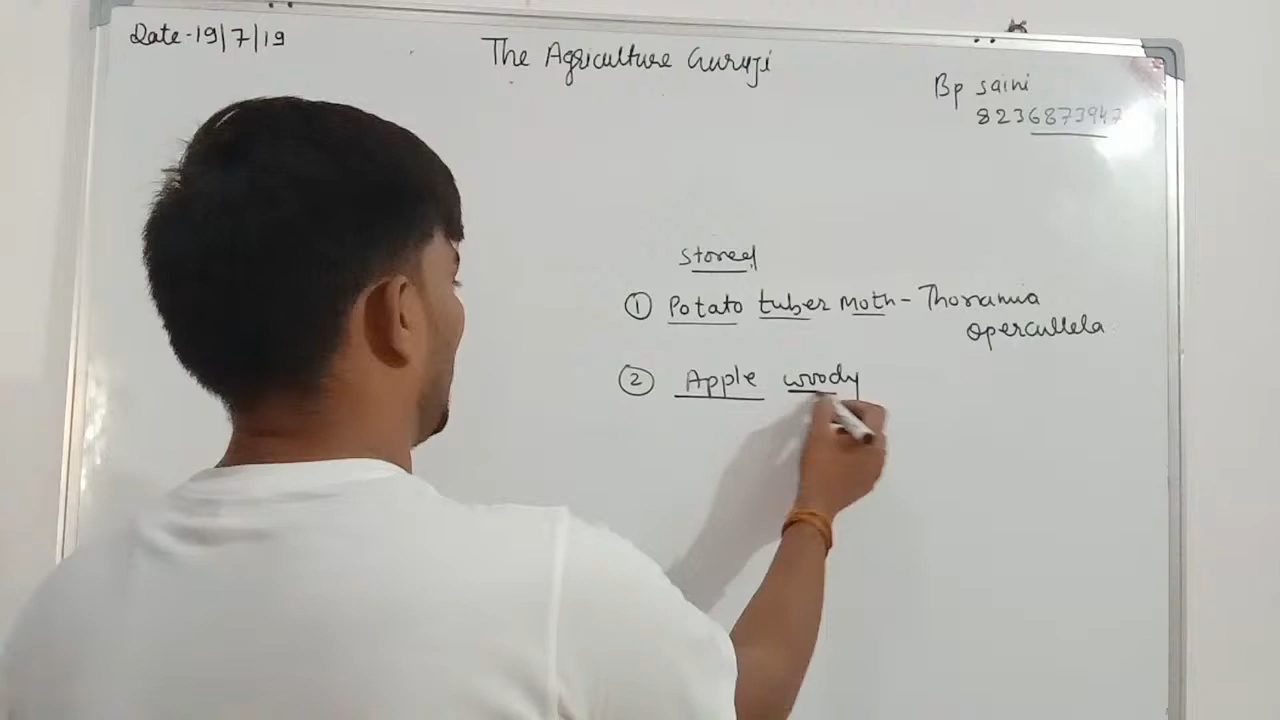 Date-19/7/19
The Agriculture Guruji
Bp saini
8236873947
stored
① Potato tuber Moth - Thoramia
opercullela
② Apple woody